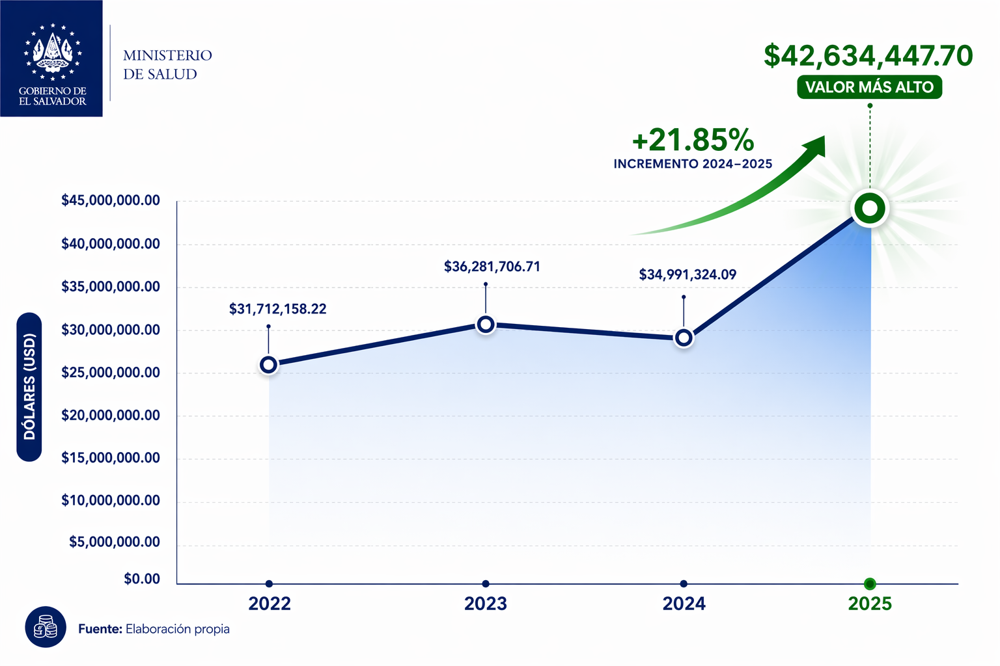 GOBIERNO DE
EL SALVADOR
MINISTERIO
DE SALUD
$42,634,447.70
VALOR MÁS ALTO
+21.85%
INCREMENTO 2024–2025
DÓLARES (USD)
$45,000,000.00
$40,000,000.00
$35,000,000.00
$30,000,000.00
$25,000,000.00
$20,000,000.00
$15,000,000.00
$10,000,000.00
$5,000,000.00
$0.00
$31,712,158.22
$36,281,706.71
$34,991,324.09
2022
2023
2024
2025
Fuente: Elaboración propia